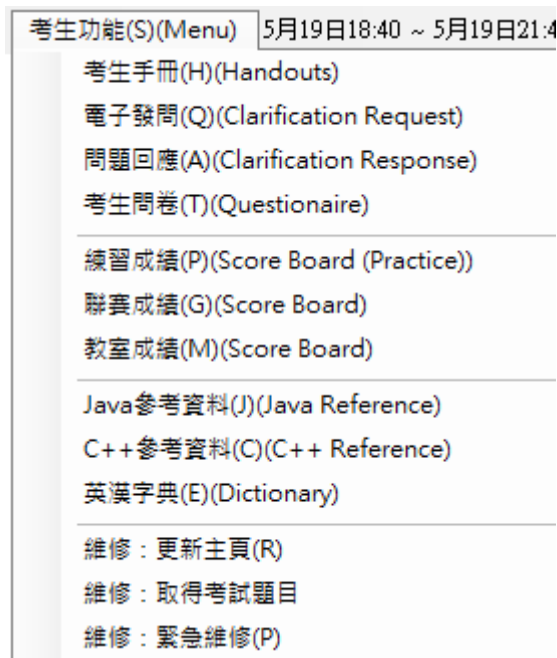 考生功能(S)(Menu) 5月19日18:40 ~ 5月19日21:4
考生手冊(H)(Handouts)
電子發問(Q)(Clarification Request)
問題回應(A)(Clarification Response)
考生問卷(T)(Questionaire)
練習成績(P)(Score Board (Practice))
聯賽成績(G)(Score Board)
教室成績(M)(Score Board)
Java參考資料(J)(Java Reference)
C++參考資料(C)(C++ Reference)
英漢字典(E)(Dictionary)
維修：更新主頁(R)
維修：取得考試題目
維修：緊急維修(P)